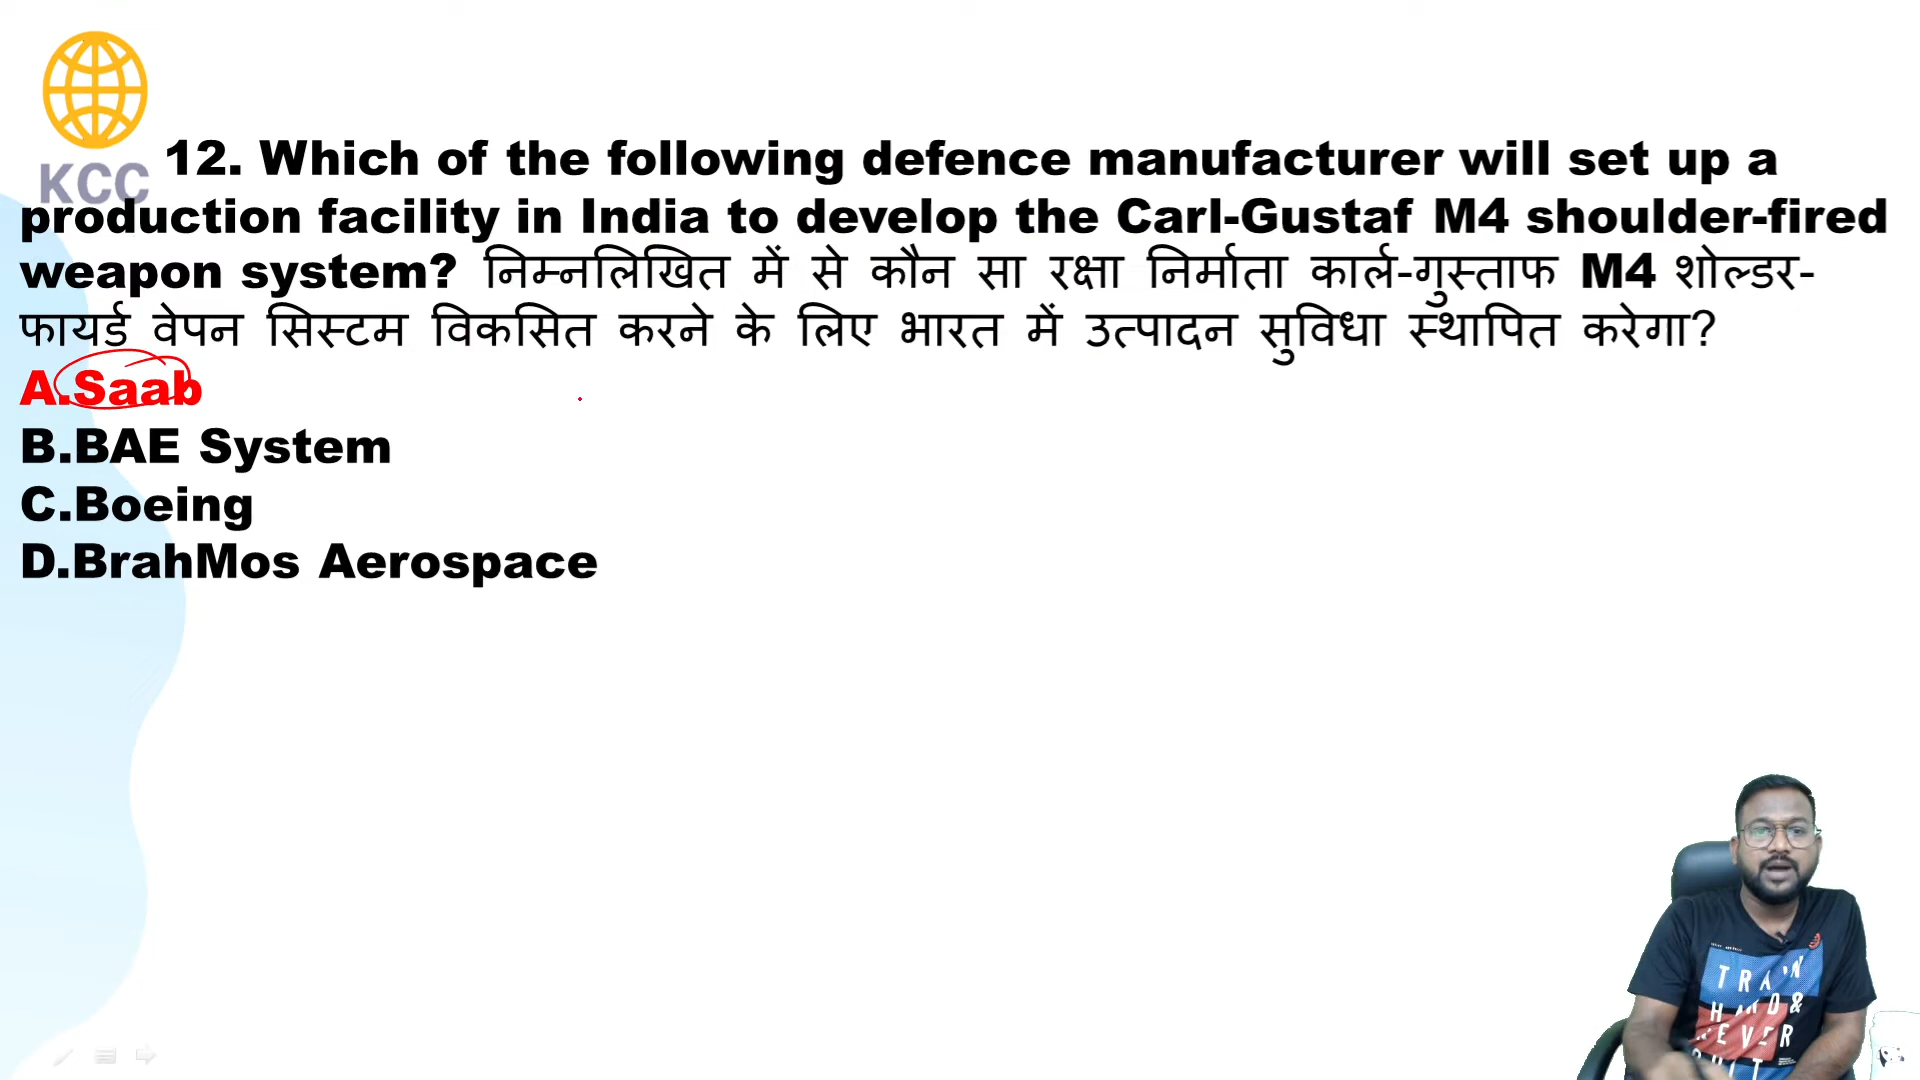 KCC
12. Which of the following defence manufacturer will set up a
production facility in India to develop the Carl-Gustaf M4 shoulder-fired
weapon system? निम्नलिखित में से कौन सा रक्षा निर्माता कार्ल-गुस्ताफ M4 शोल्डर-
फायर्ड वेपन सिस्टम विकसित करने के लिए भारत में उत्पादन सुविधा स्थापित करेगा?
A.Saab
B.BAE System
C.Boeing
D.BrahMos Aerospace